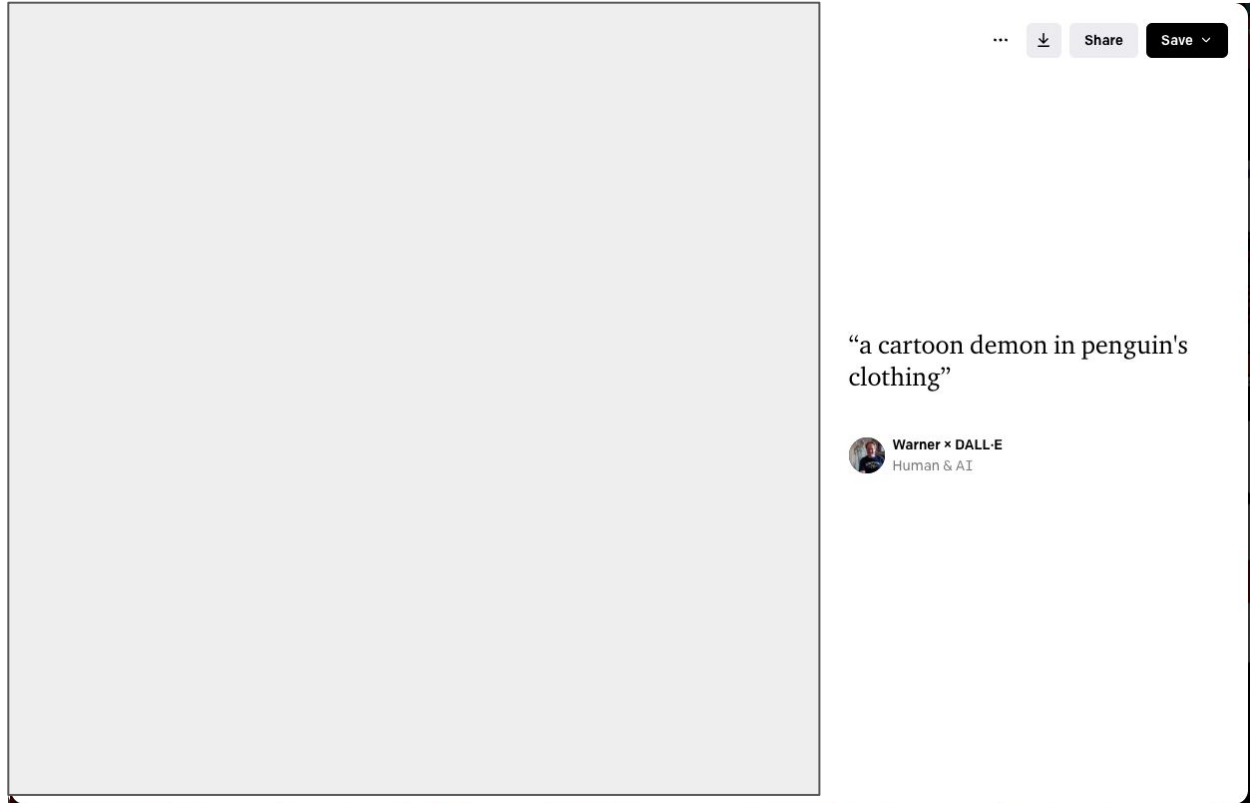 Share
Save
“a cartoon demon in penguin's
clothing”
Warner × DALL·E
Human & AI